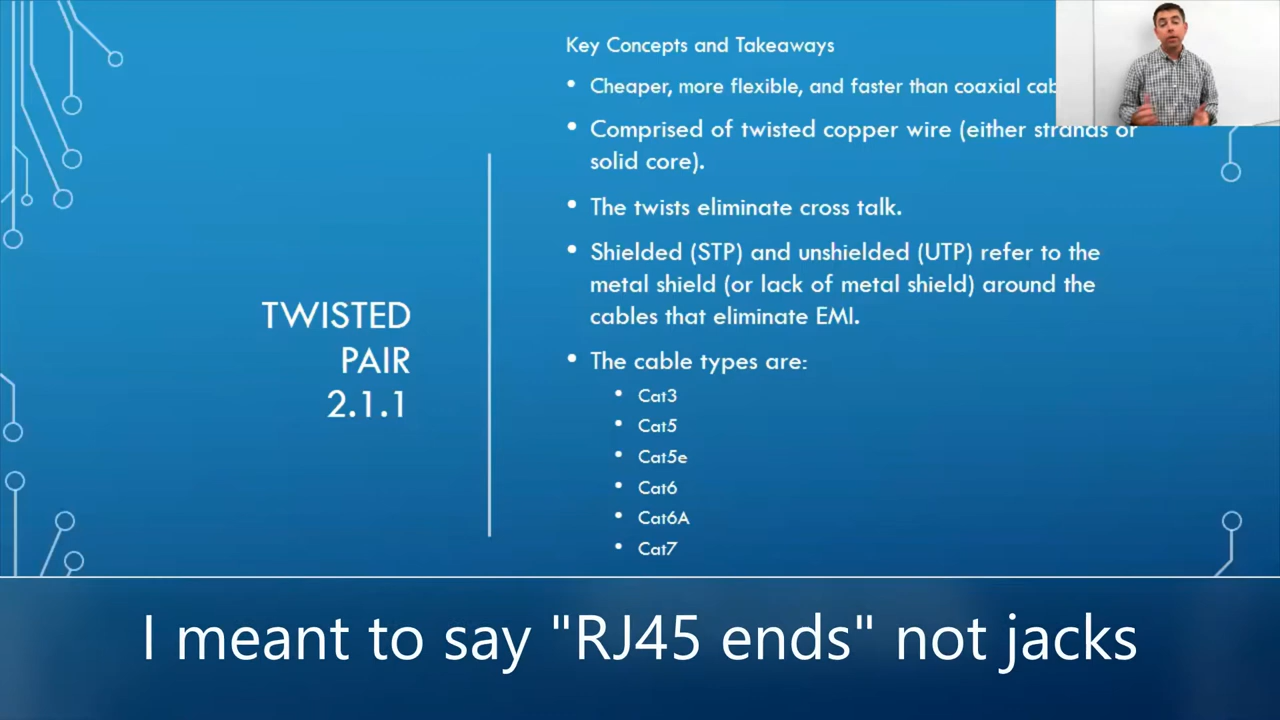 Key Concepts and Takeaways
• Cheaper, more flexible, and faster than coaxial
• Comprised of twisted copper wire (either strands or
solid core).
• The twists eliminate cross talk.
• Shielded (STP) and unshielded (UTP) refer to the
metal shield (or lack of metal shield) around the
cables that eliminate EMI.
TWISTED
PAIR
2.1.1
• The cable types are:
• Cat3
• Cat5
• Cat5e
• Cat6
• Cat6A
• Cat7
I meant to say "RJ45 ends" not jacks